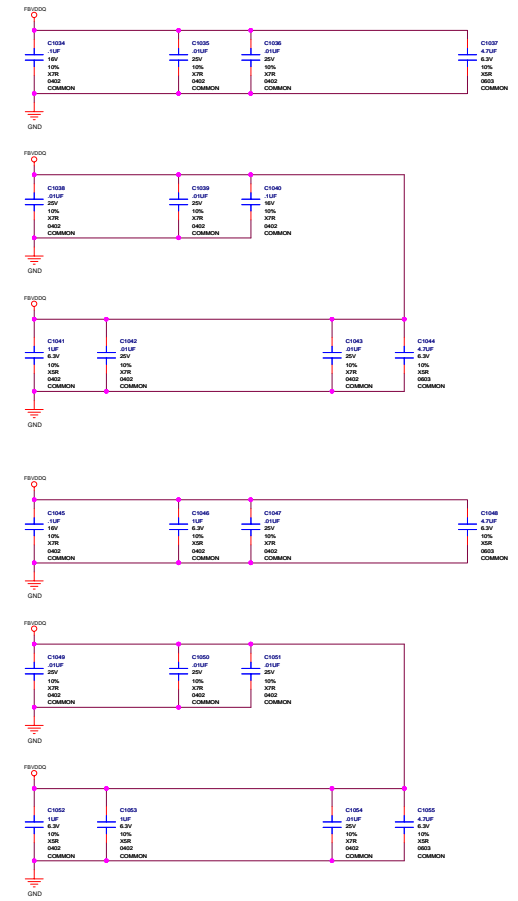 FBVDDQ
C1034
.1UF
16V
10%
X7R
0402
COMMON
C1035
.01UF
25V
10%
X7R
0402
COMMON
C1036
.01UF
25V
10%
X7R
0402
COMMON
C1037
4.7UF
6.3V
10%
X5R
0603
COMMON
GND
FBVDDQ
C1038
.01UF
25V
10%
X7R
0402
COMMON
C1039
.01UF
25V
10%
X7R
0402
COMMON
C1040
.1UF
16V
10%
X7R
0402
COMMON
GND
FBVDDQ
C1041
1UF
6.3V
10%
X5R
0402
COMMON
C1042
.01UF
25V
10%
X7R
0402
COMMON
C1043
.01UF
25V
10%
X7R
0402
COMMON
C1044
4.7UF
6.3V
10%
X5R
0603
COMMON
GND
FBVDDQ
C1045
.1UF
16V
10%
X7R
0402
COMMON
C1046
1UF
6.3V
10%
X5R
0402
COMMON
C1047
.01UF
25V
10%
X7R
0402
COMMON
C1048
4.7UF
6.3V
10%
X5R
0603
COMMON
GND
FBVDDQ
C1049
.01UF
25V
10%
X7R
0402
COMMON
C1050
.01UF
25V
10%
X7R
0402
COMMON
C1051
.01UF
25V
10%
X7R
0402
COMMON
GND
FBVDDQ
C1052
1UF
6.3V
10%
X5R
0402
COMMON
C1053
1UF
6.3V
10%
X5R
0402
COMMON
C1054
.01UF
25V
10%
X7R
0402
COMMON
C1055
4.7UF
6.3V
10%
X5R
0603
COMMON
GND